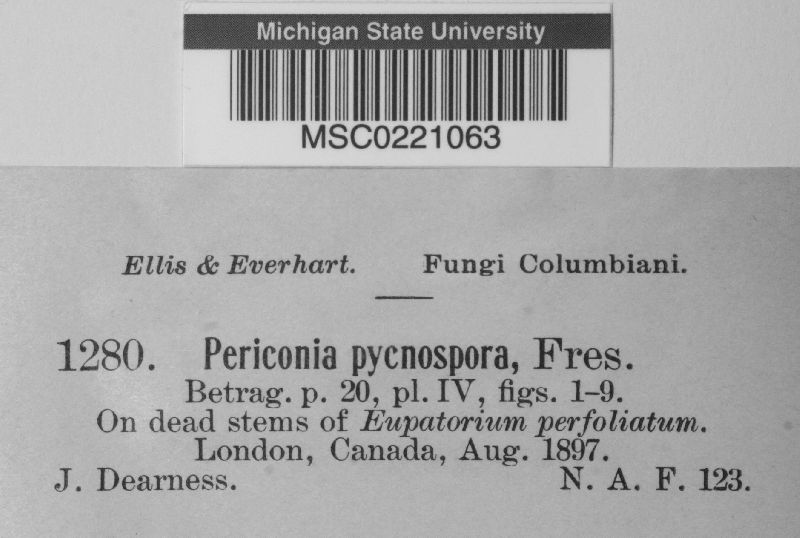 Michigan State University
MSC0221063
Ellis & Everhart. Fungi Columbiani.
1280. Periconia pycnospora, Fres.
Betrag. p. 20, pl. IV, figs. 1–9.
On dead stems of Eupatorium perfoliatum.
London, Canada, Aug. 1897.
J. Dearness. N. A. F. 123.